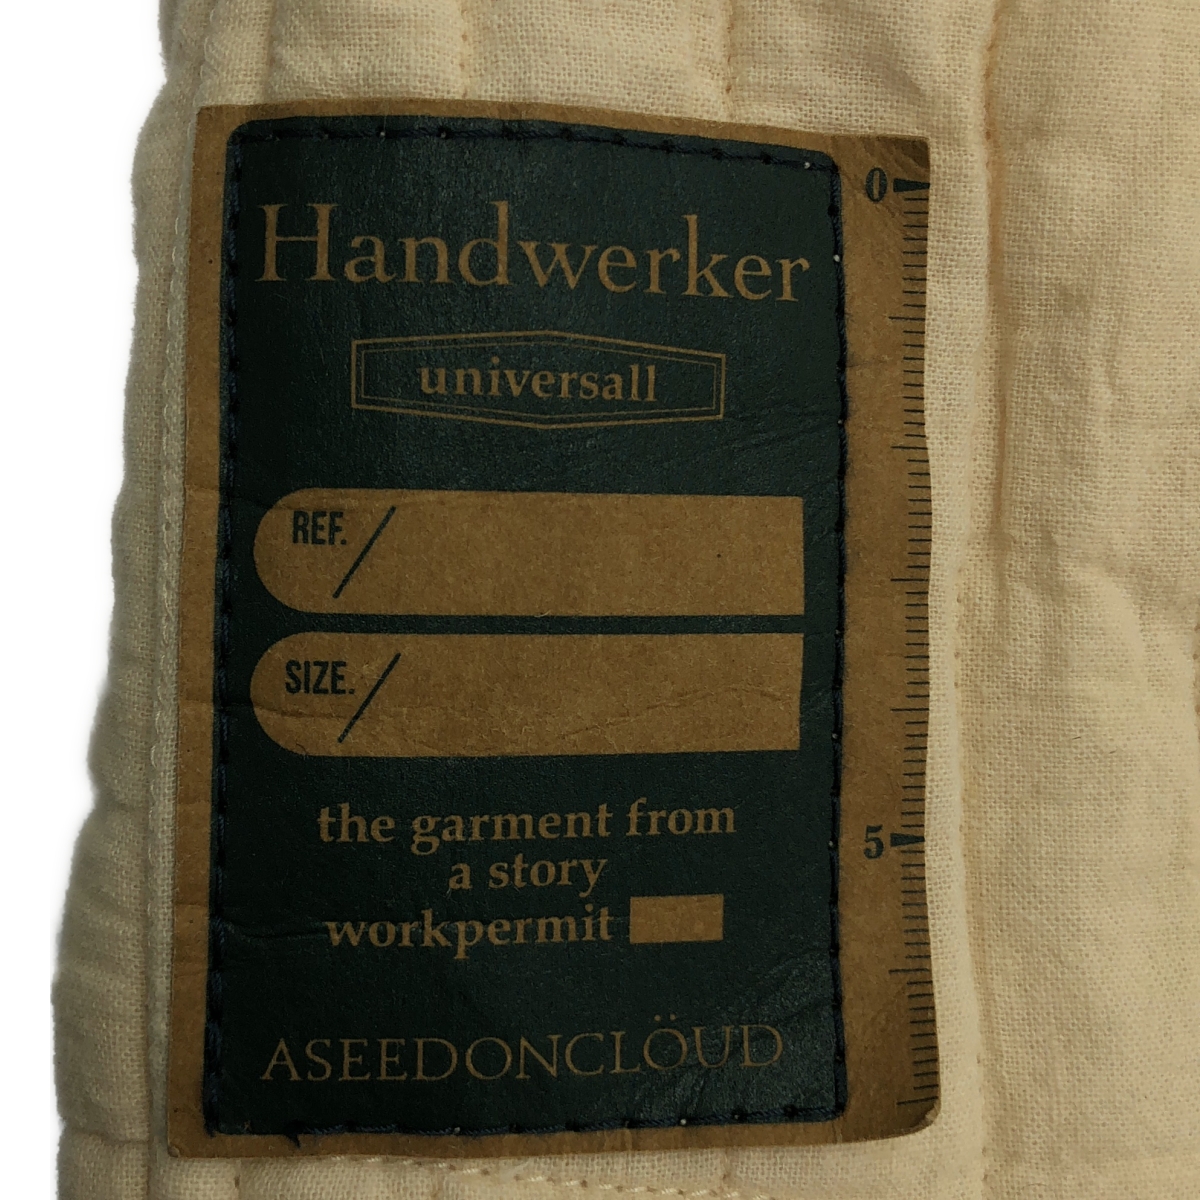 Handwerker
universall
REF. /
SIZE. /
the garment from
a story
workpermit
ASEEDONCLÖUD
0
5